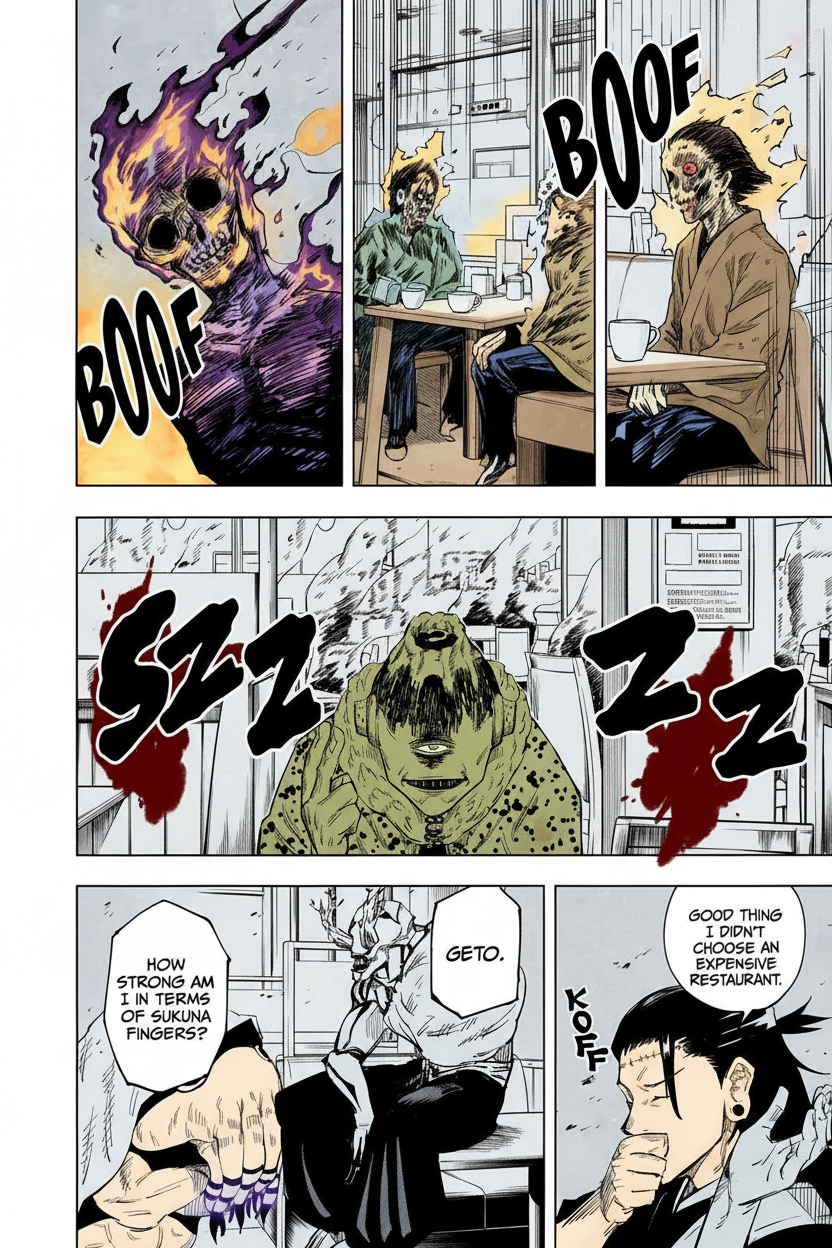 BOOF
BOOF
SZZ
ZZ
GOOD THING
I DIDN'T
CHOOSE AN
EXPENSIVE
RESTAURANT.
KOFF
GETO.
HOW
STRONG AM
I IN TERMS
OF SUKUNA
FINGERS?